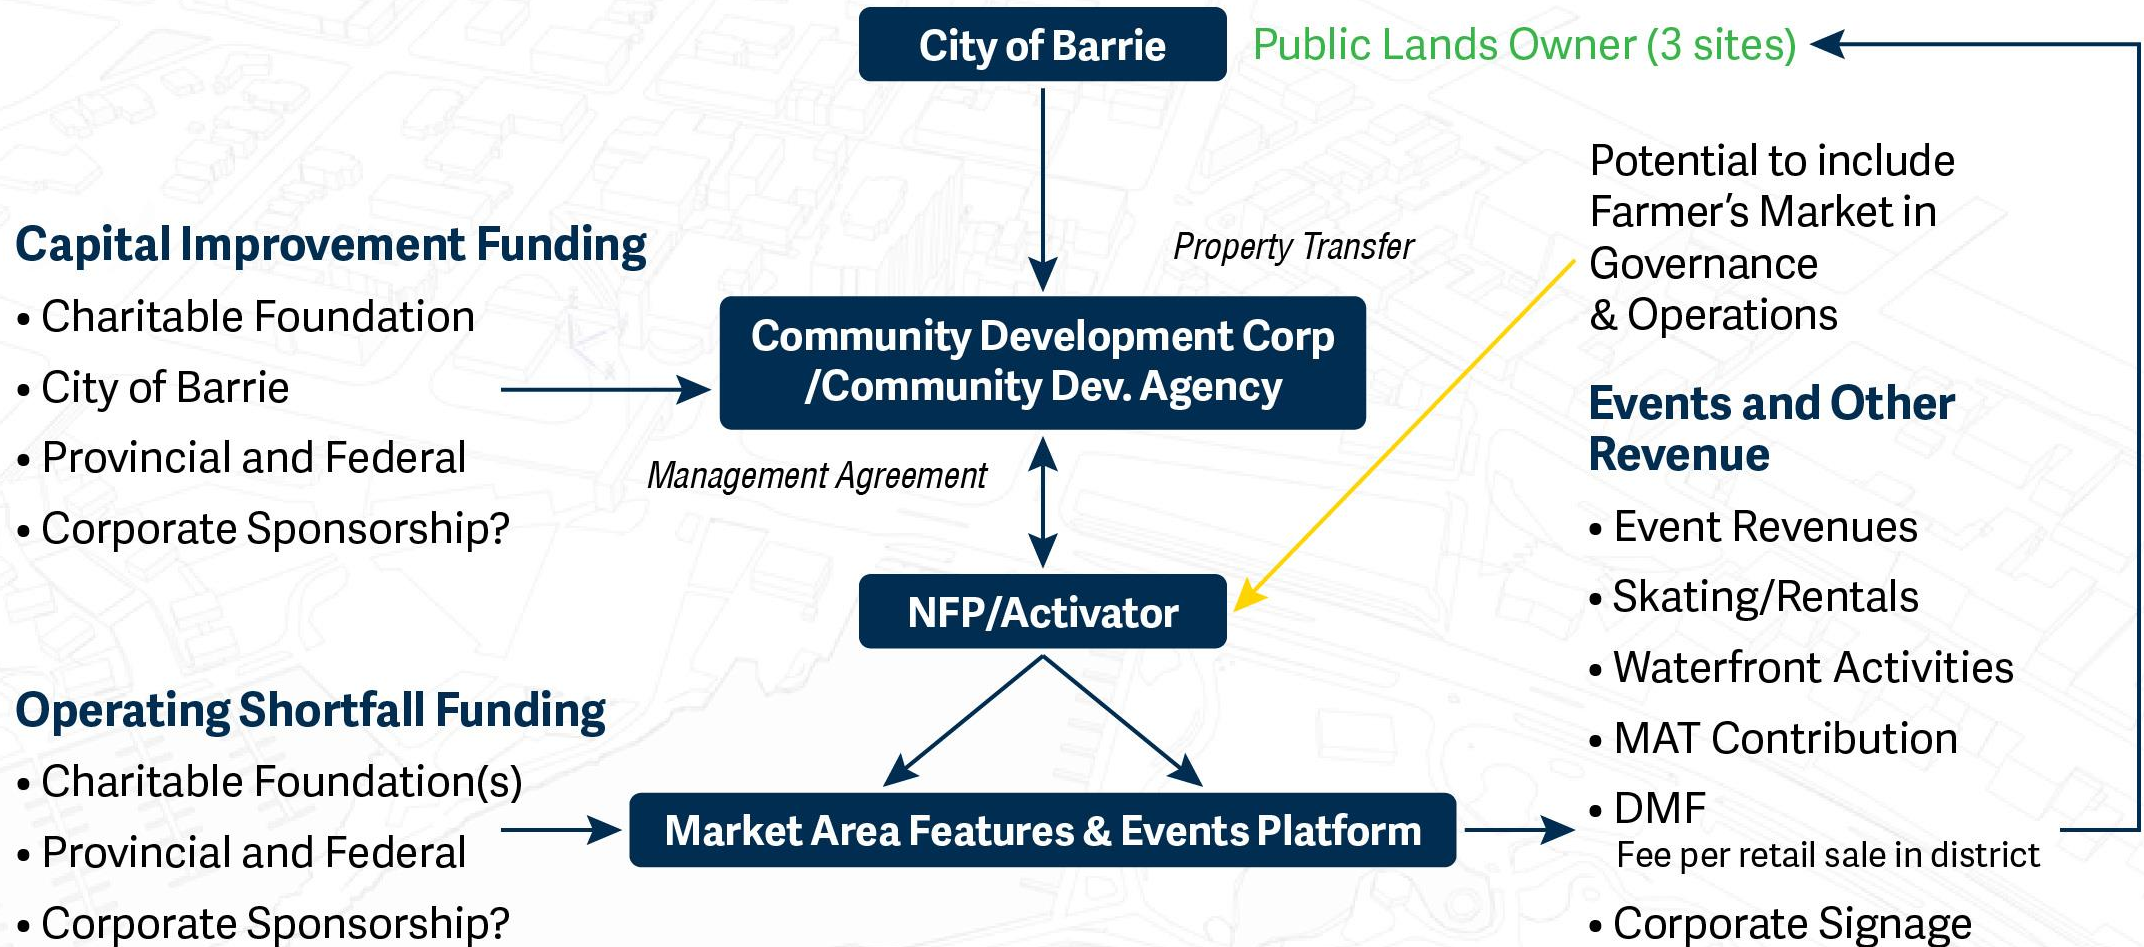 City of Barrie
Public Lands Owner (3 sites)
Property Transfer
Capital Improvement Funding
• Charitable Foundation
• City of Barrie
• Provincial and Federal
• Corporate Sponsorship?
Community Development Corp
/Community Dev. Agency
Management Agreement
NFP/Activator
Potential to include
Farmer’s Market in
Governance
& Operations
Operating Shortfall Funding
• Charitable Foundation(s)
• Provincial and Federal
• Corporate Sponsorship?
Market Area Features & Events Platform
Events and Other
Revenue
• Event Revenues
• Skating/Rentals
• Waterfront Activities
• MAT Contribution
• DMF
Fee per retail sale in district
• Corporate Signage